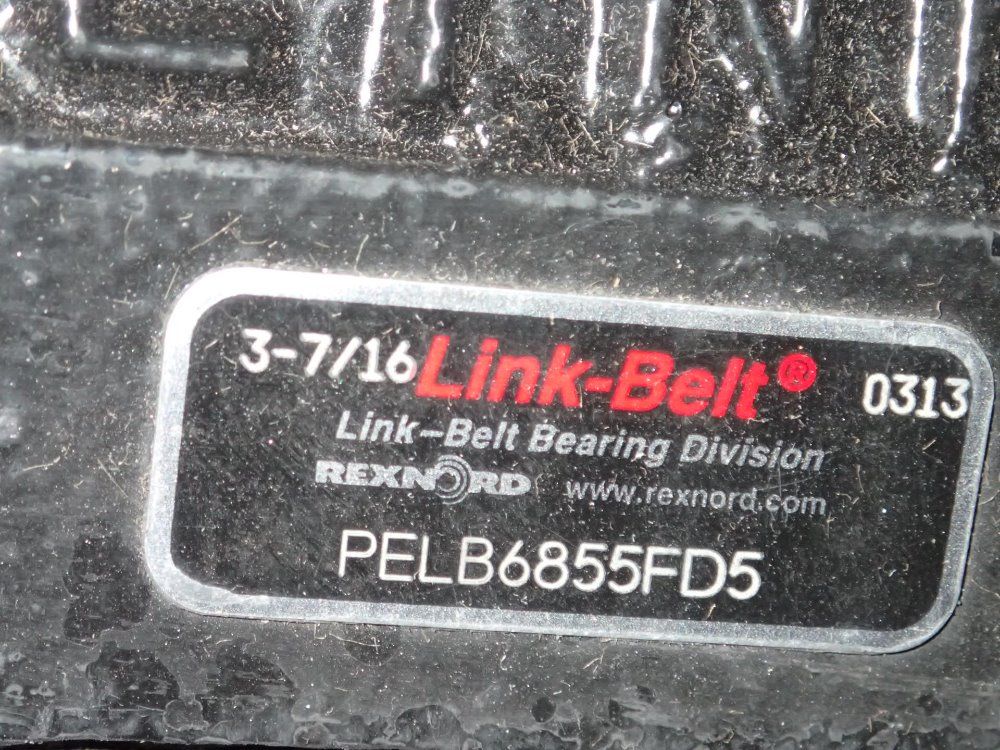 3-7/16 Link-Belt® 0313
Link-Belt Bearing Division
REXNORD www.rexnord.com
PELB6855FD5